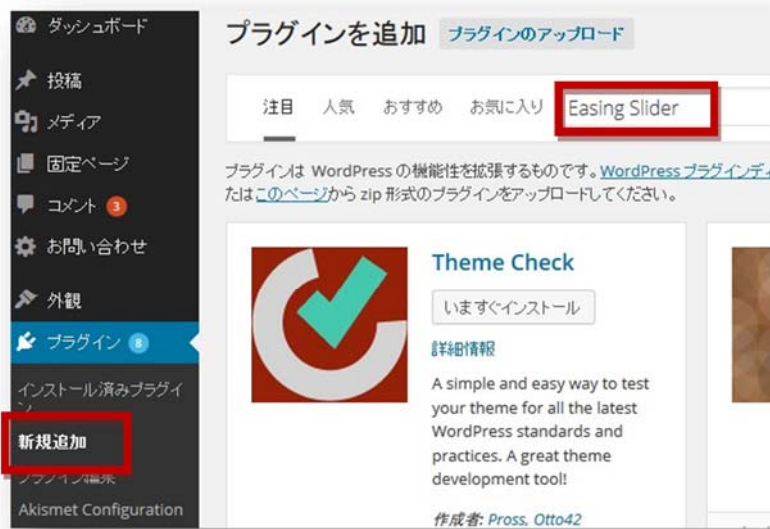 ダッシュボード
投稿
メディア
固定ページ
コメント 3
お問い合わせ
外観
プラグイン 8
インストール済みプラグイ
ン
新規追加
プラグイン編集
Akismet Configuration
プラグインを追加 プラグインのアップロード
注目 人気 おすすめ お気に入り Easing Slider
プラグインは WordPress の機能性を拡張するものです。WordPress プラグインディ
たはこのページから zip 形式のプラグインをアップロードしてください。
Theme Check
いますぐインストール
詳細情報
A simple and easy way to test
your theme for all the latest
WordPress standards and
practices. A great theme
development tool!
作成者: Pross, Otto42